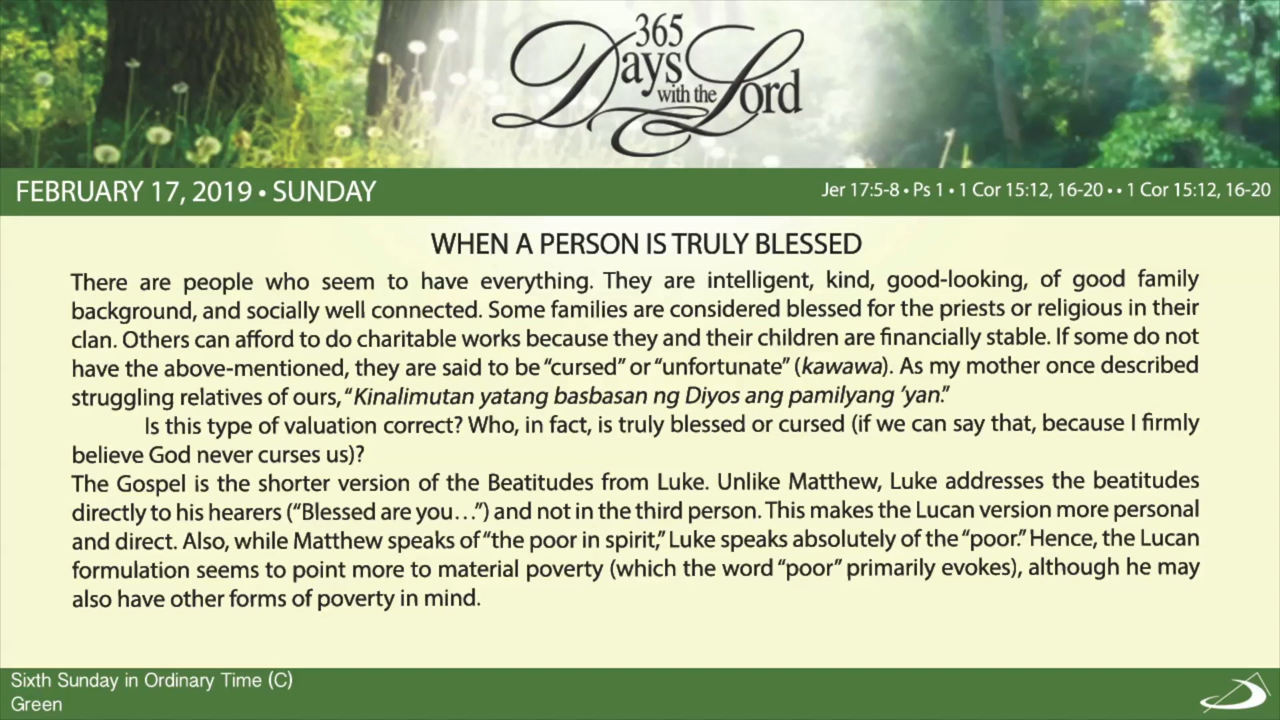 365
Days
with the Lord
FEBRUARY 17, 2019 • SUNDAY
Jer 17:5-8 • Ps 1 • 1 Cor 15:12, 16-20 • • 1 Cor 15:12, 16-20
WHEN A PERSON IS TRULY BLESSED
There are people who seem to have everything. They are intelligent, kind, good-looking, of good family
background, and socially well connected. Some families are considered blessed for the priests or religious in their
clan. Others can afford to do charitable works because they and their children are financially stable. If some do not
have the above-mentioned, they are said to be “cursed” or “unfortunate” (kawawa). As my mother once described
struggling relatives of ours, “Kinalimutan yatang basbasan ng Diyos ang pamilyang ’yan.”
Is this type of valuation correct? Who, in fact, is truly blessed or cursed (if we can say that, because I firmly
believe God never curses us)?
The Gospel is the shorter version of the Beatitudes from Luke. Unlike Matthew, Luke addresses the beatitudes
directly to his hearers (“Blessed are you…”) and not in the third person. This makes the Lucan version more personal
and direct. Also, while Matthew speaks of “the poor in spirit,” Luke speaks absolutely of the “poor.” Hence, the Lucan
formulation seems to point more to material poverty (which the word “poor” primarily evokes), although he may
also have other forms of poverty in mind.
Sixth Sunday in Ordinary Time (C)
Green